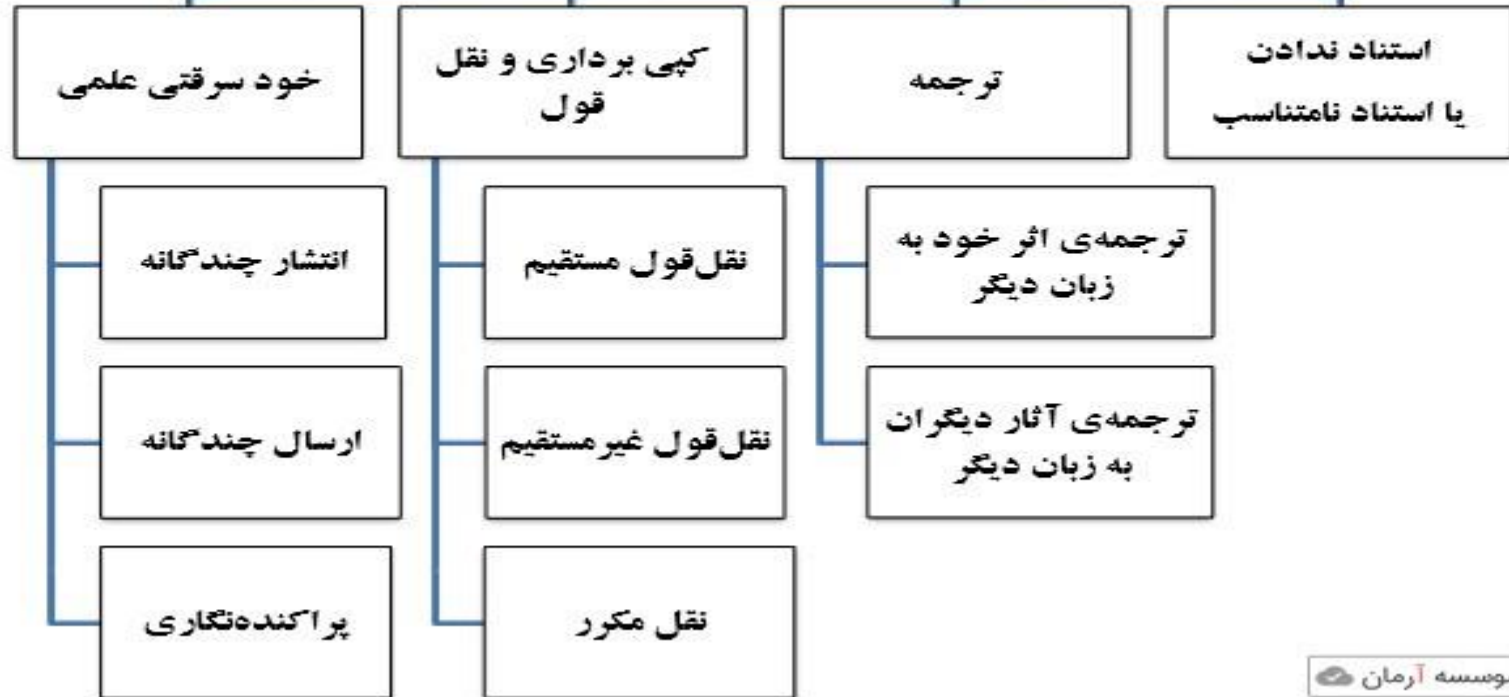 استناد ندادن
یا استناد نامتناسب
ترجمه
ترجمه‌ی اثر خود به
زبان دیگر
ترجمه‌ی آثار دیگران
به زبان دیگر
کپی برداری و نقل
قول
نقل‌قول مستقیم
نقل‌قول غیرمستقیم
نقل مکرر
خود سرقتی علمی
انتشار چندگانه
ارسال چندگانه
پراکنده‌نگاری
آرمان